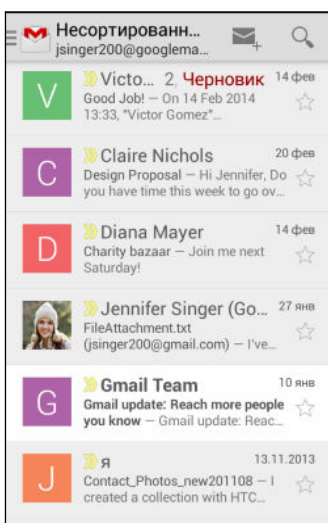 Несортированн...
jsinger200@googlema...
V
Victo... 2, Черновик 14 фев
Good Job! — On 14 Feb 2014
13:33, "Victor Gomez"...
C
Claire Nichols 20 фев
Design Proposal — Hi Jennifer, Do
you have time this week to go ov...
D
Diana Mayer 14 фев
Charity bazaar — Join me next
Saturday!
Jennifer Singer (Go... 27 янв
FileAttachment.txt
(jsinger200@gmail.com) — I've...
G
Gmail Team 10 янв
Gmail update: Reach more people
you know — Gmail update: Reac...
J
я 13.11.2013
Contact_Photos_new201108 — I
created a collection with HTC...